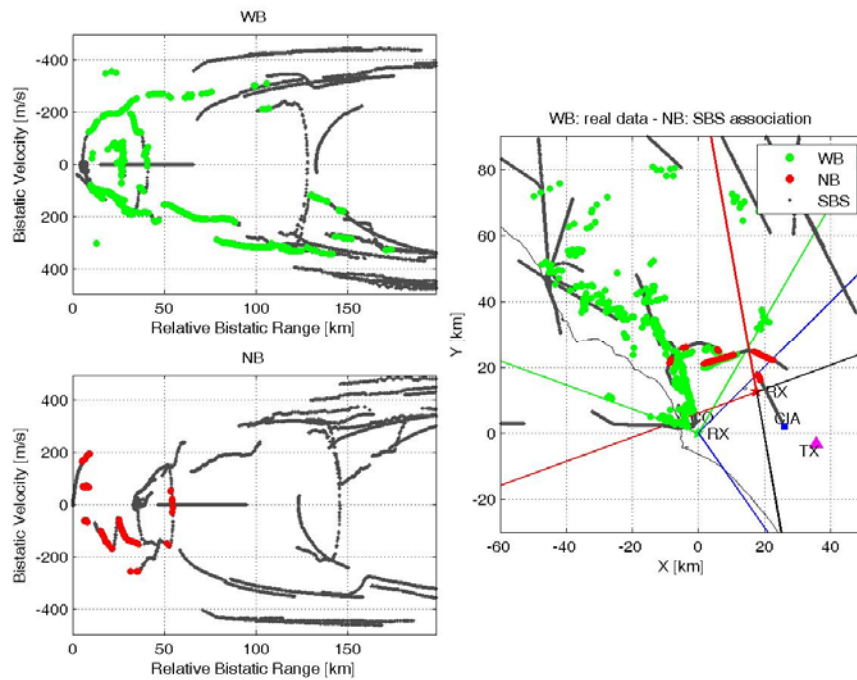 WB
-400
-200
0
200
400
0 50 100 150
Bistatic Velocity [m/s]
Relative Bistatic Range [km]
NB
400
200
0
-200
-400
0 50 100 150
Bistatic Velocity [m/s]
Relative Bistatic Range [km]
WB: real data - NB: SBS association
WB
NB
SBS
80
60
40
20
0
-20
-60 -40 -20 0 20 40
Y [km]
X [km]
RX
CIA
TX
RX